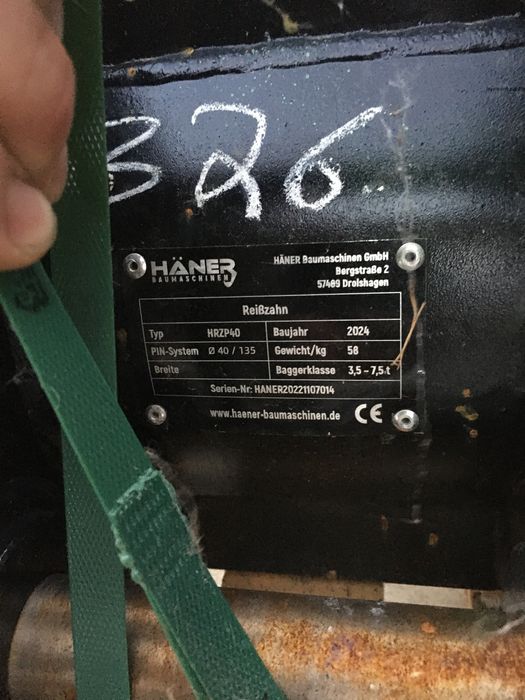 326
HÄNER
BAUMASCHINEN
HÄNER Baumaschinen GmbH
Bergstraße 2
57489 Drolshagen
Reißzahn
Typ HRZP40 Baujahr 2024
PIN-System Ø 40 / 135 Gewicht/kg 58
Breite Baggerklasse 3,5 - 7,5 t
Serien-Nr: HANER20221107014
www.haener-baumaschinen.de CE